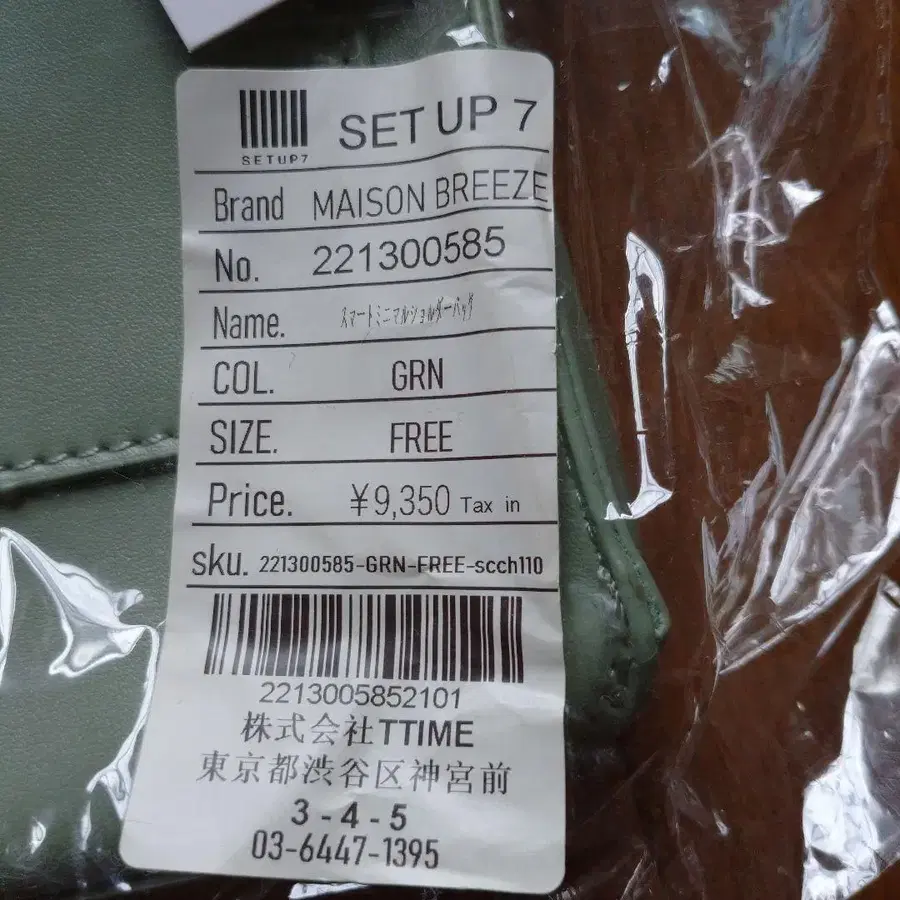 SETUP7
SET UP 7
Brand MAISON BREEZE
No. 221300585
Name. スマートミニマルショルダーバッグ
COL. GRN
SIZE. FREE
Price. ¥9,350 Tax in
sku. 221300585-GRN-FREE-scch110
2213005852101
株式会社TTIME
東京都渋谷区神宮前
3-4-5
03-6447-1395